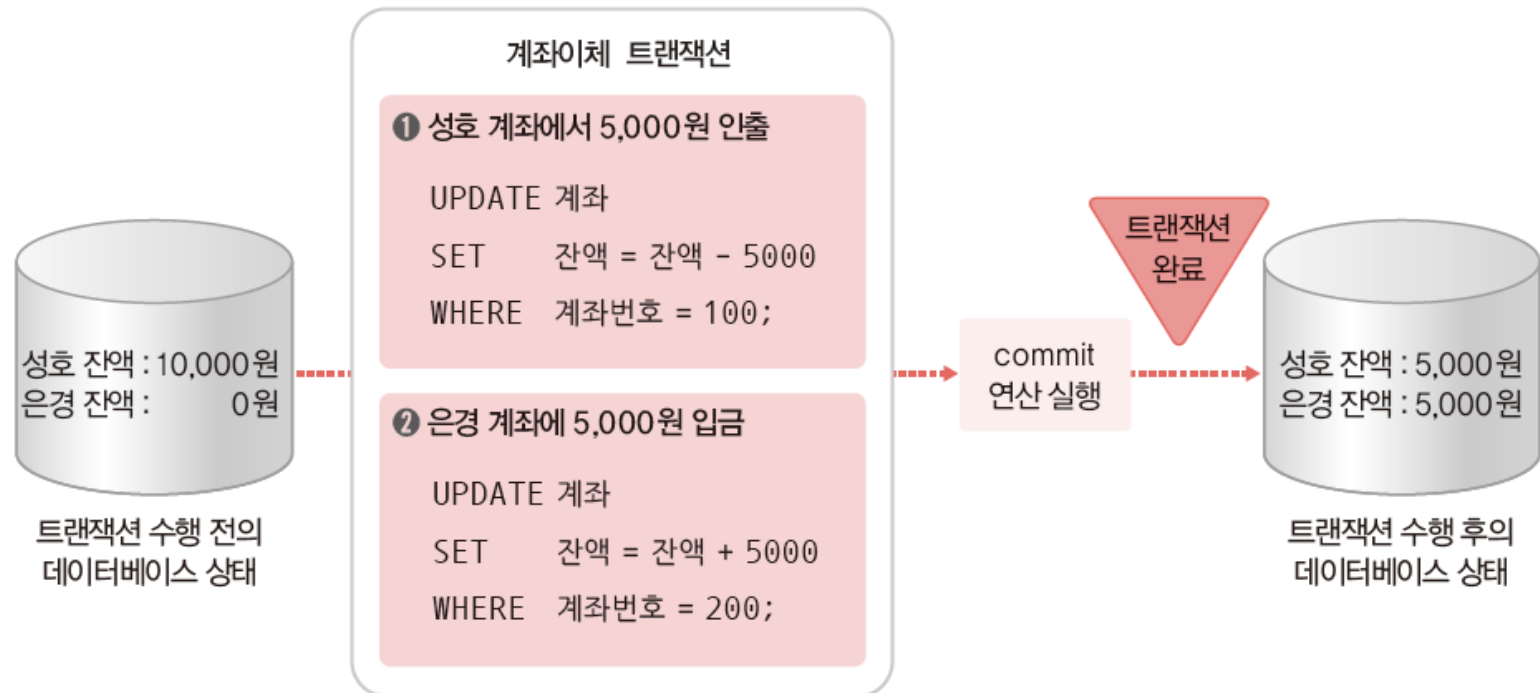 계좌이체 트랜잭션
❶ 성호 계좌에서 5,000원 인출
UPDATE 계좌
SET 잔액 = 잔액 - 5000
WHERE 계좌번호 = 100;
❷ 은경 계좌에 5,000원 입금
UPDATE 계좌
SET 잔액 = 잔액 + 5000
WHERE 계좌번호 = 200;
성호 잔액 : 10,000원
은경 잔액 : 0원
트랜잭션 수행 전의
데이터베이스 상태
commit
연산 실행
트랜잭션
완료
성호 잔액 : 5,000원
은경 잔액 : 5,000원
트랜잭션 수행 후의
데이터베이스 상태